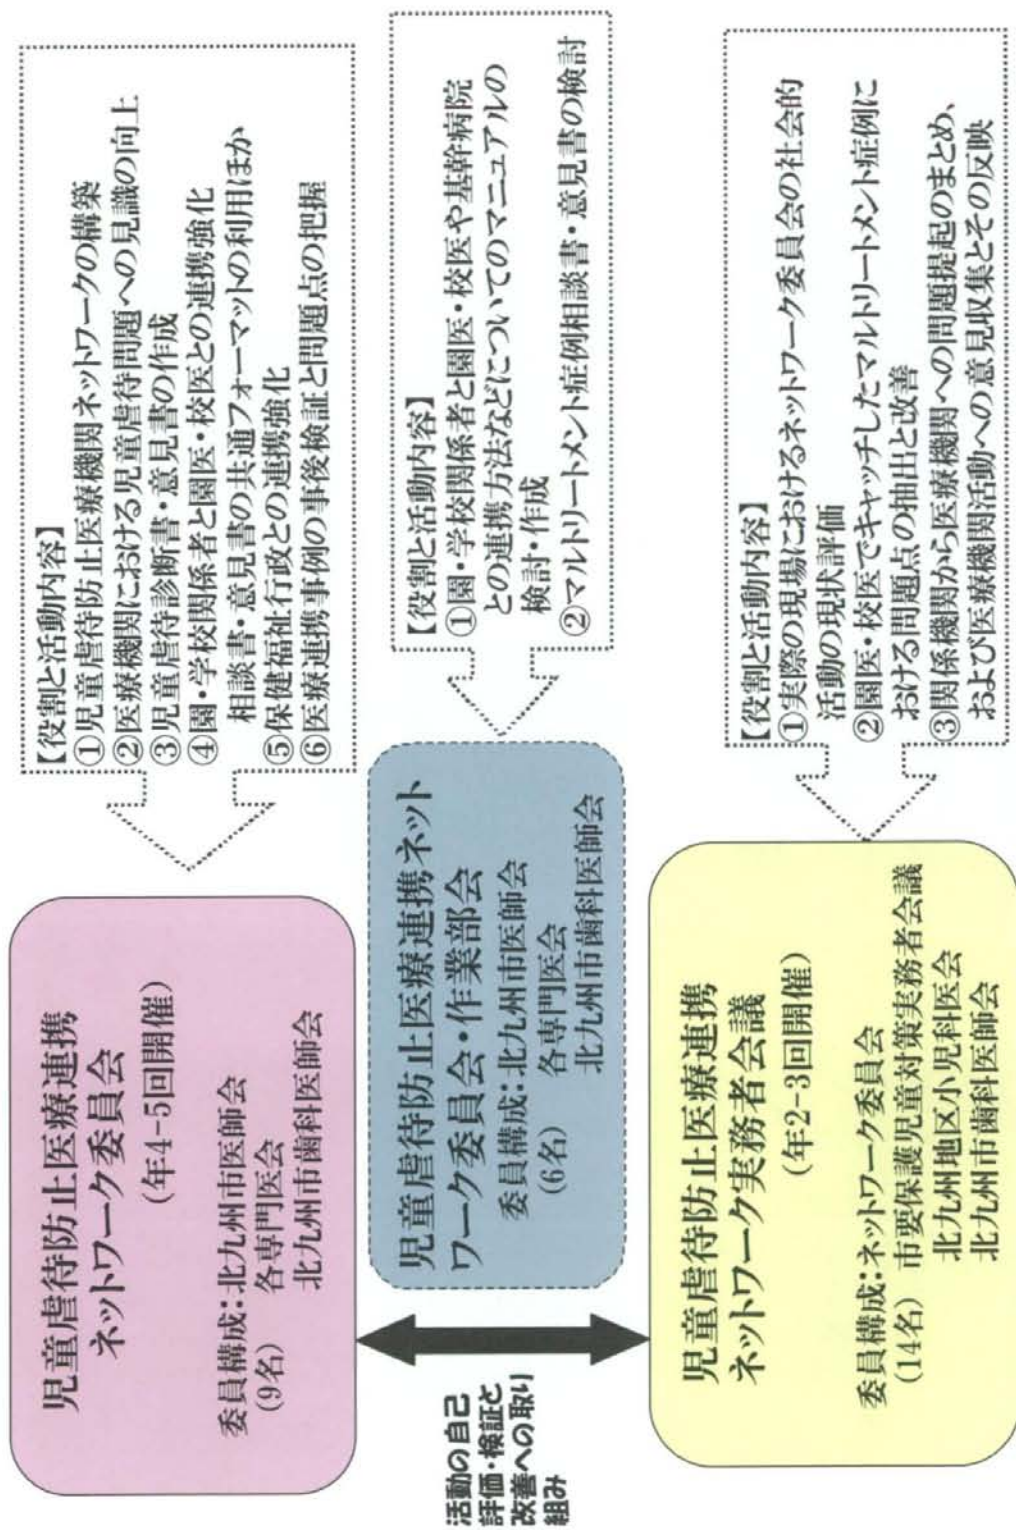 児童虐待防止医療連携
ネットワーク委員会
(年4-5回開催)
委員構成:北九州市医師会
(9名) 各専門医会
北九州市歯科医師会
【役割と活動内容】
①児童虐待防止医療機関ネットワークの構築
②医療機関における児童虐待問題への見識の向上
③児童虐待診断書・意見書の作成
④園・学校関係者と園医・校医との連携強化
相談書・意見書の共通フォーマットの利用ほか
⑤保健福祉行政との連携強化
⑥医療連携事例の事後検証と問題点の把握
活動の自己
評価・検証と
改善への取り
組み
児童虐待防止医療連携ネット
ワーク委員会・作業部会
委員構成:北九州市医師会
(6名) 各専門医会
北九州市歯科医師会
【役割と活動内容】
①園・学校関係者と園医・校医や基幹病院
との連携方法などについてのマニュアルの
検討・作成
②マルトリートメント症例相談書・意見書の検討
児童虐待防止医療連携
ネットワーク実務者会議
(年2-3回開催)
委員構成:ネットワーク委員会
(14名) 市要保護児童対策実務者会議
北九州地区小児科医会
北九州市歯科医師会
【役割と活動内容】
①実際の現場におけるネットワーク委員会の社会的
活動の現状評価
②園医・校医でキャッチしたマルトリートメント症例に
おける問題点の抽出と改善
③関係機関から医療機関への問題提起のまとめ、
および医療機関活動への意見収集とその反映